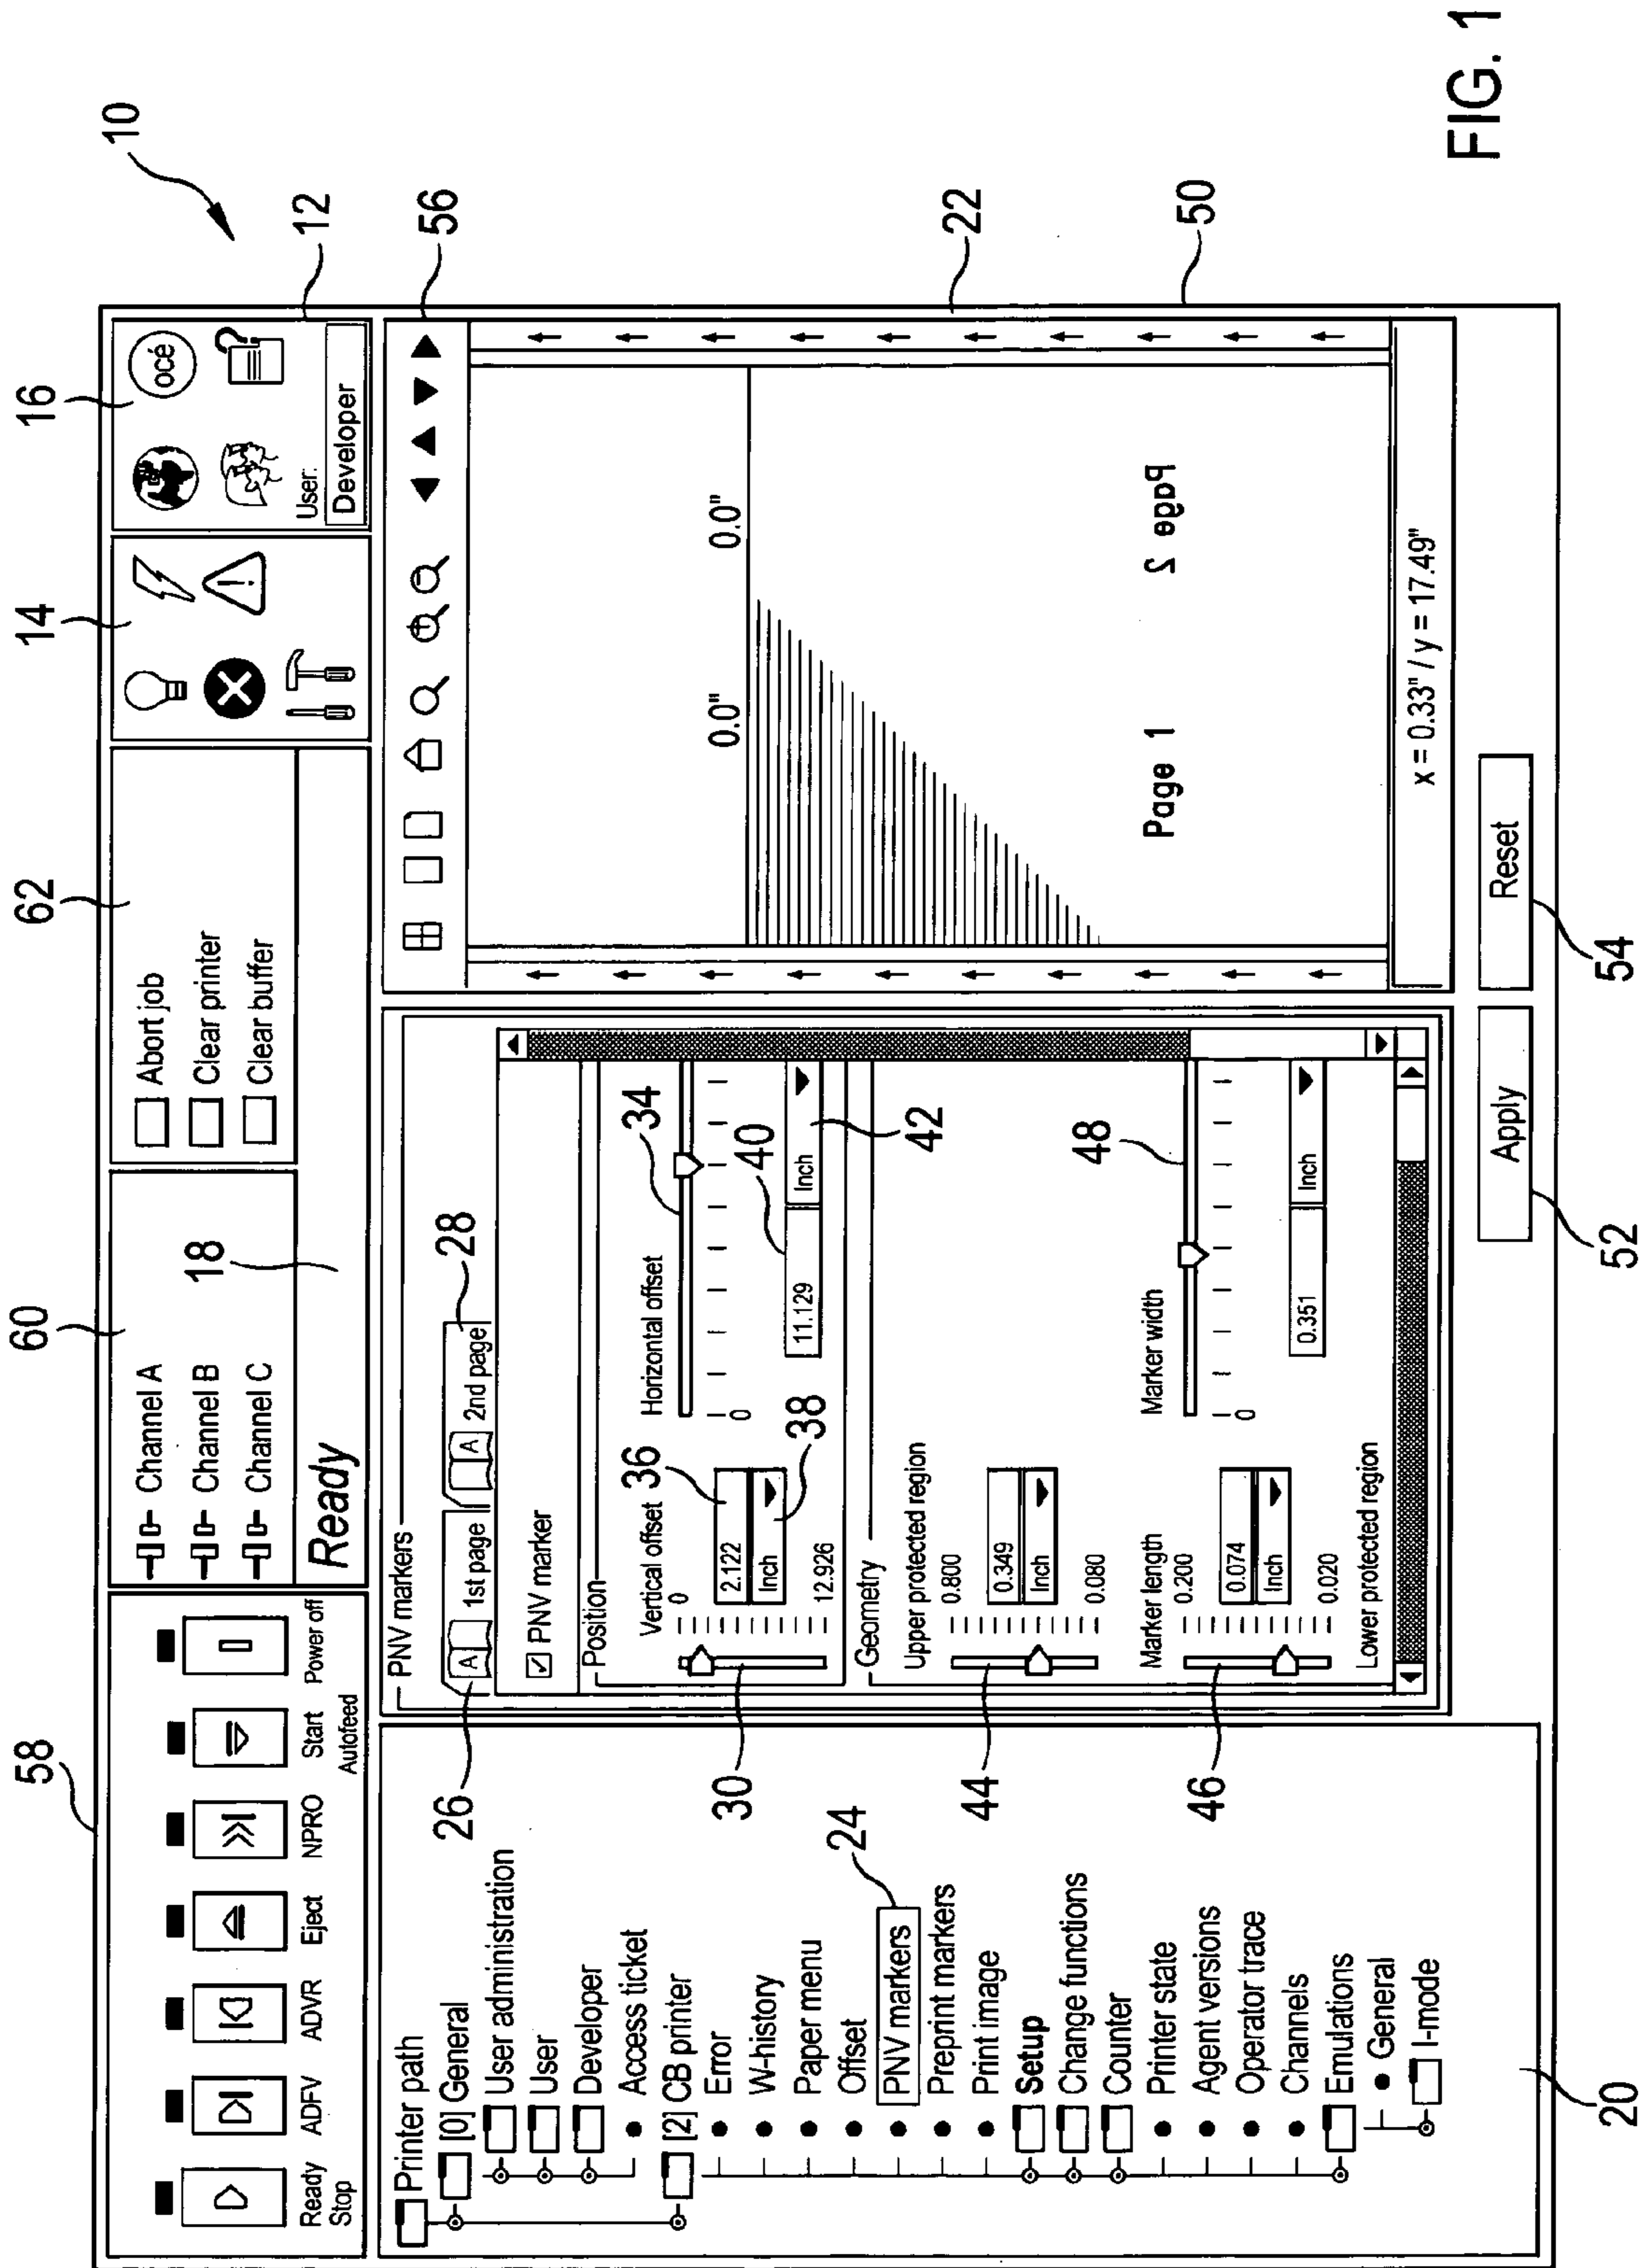 10
58
60
62
14
16
12
Ready
Stop
ADFV
ADVR
Eject
NPRO
Start
Autofeed
Power off
Channel A
Channel B
Channel C
18
Ready
Abort job
Clear printer
Clear buffer
océ
User:
Developer
56
Printer path
[0] General
User administration
User
Developer
Access ticket
[2] CB printer
Error
W-history
Paper menu
Offset
PNV markers
24
Preprint markers
Print image
Setup
Change functions
Counter
Printer state
Agent versions
Operator trace
Channels
Emulations
General
I-mode
20
PNV markers
26
A 1st page
A 2nd page
28
PNV marker
Position
Vertical offset
36
0
2.122
Inch
38
12.926
30
Horizontal offset
34
0
40
11.129
Inch
42
Geometry
Upper protected region
0.800
0.349
Inch
0.080
44
Marker length
0.200
0.074
Inch
0.020
46
Marker width
48
0
0.351
Inch
Lower protected region
0.0"
0.0"
22
Page 1
Page 2
x = 0.33" / y = 17.49"
50
Apply
Reset
52
54
FIG. 1